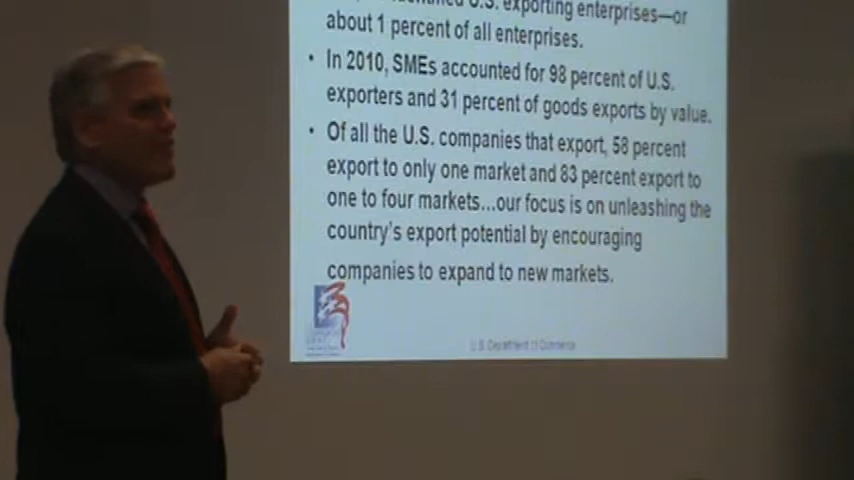 U.S. exporting enterprises—or
about 1 percent of all enterprises.
• In 2010, SMEs accounted for 98 percent of U.S.
exporters and 31 percent of goods exports by value.
• Of all the U.S. companies that export, 58 percent
export to only one market and 83 percent export to
one to four markets...our focus is on unleashing the
country's export potential by encouraging
companies to expand to new markets.
U.S. Department of Commerce